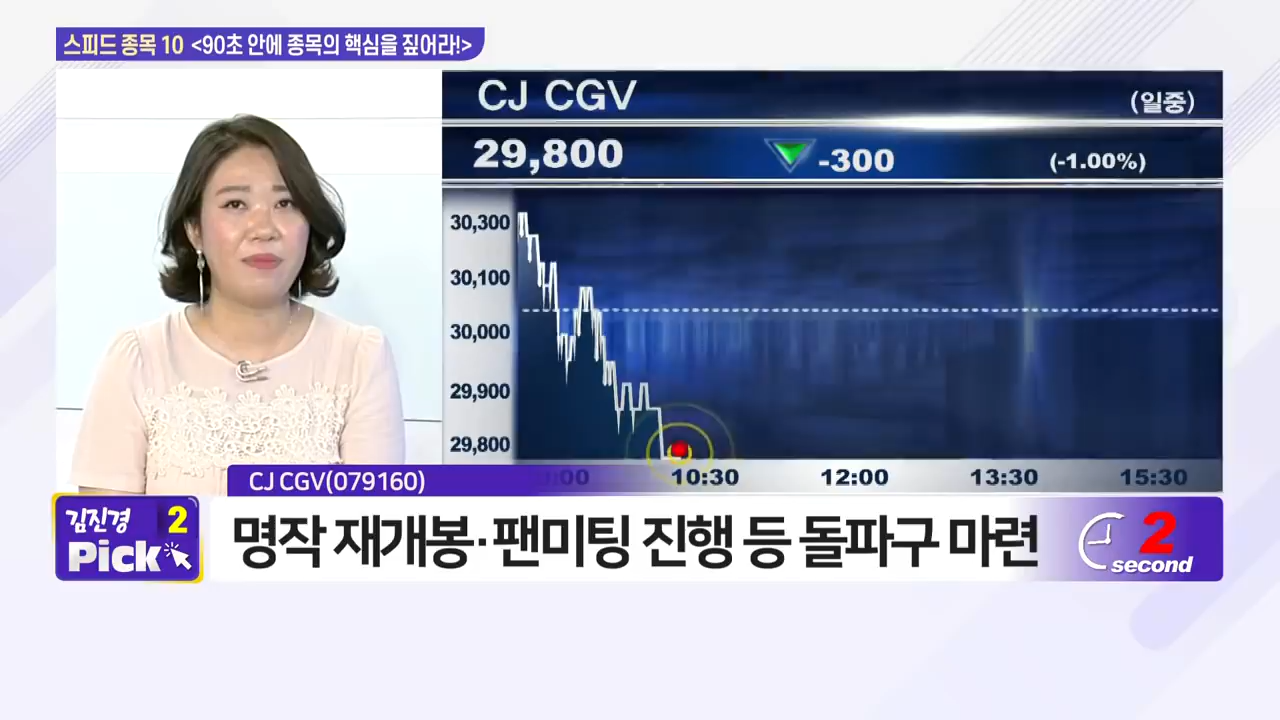 스피드 종목 10 <90초 안에 종목의 핵심을 짚어라!>
CJ CGV
(일중)
29,800
-300
(-1.00%)
30,300
30,100
30,000
29,900
29,800
10:30
12:00
13:30
15:30
CJ CGV(079160)
김진경 2
Pick
명작 재개봉·팬미팅 진행 등 돌파구 마련
2
second